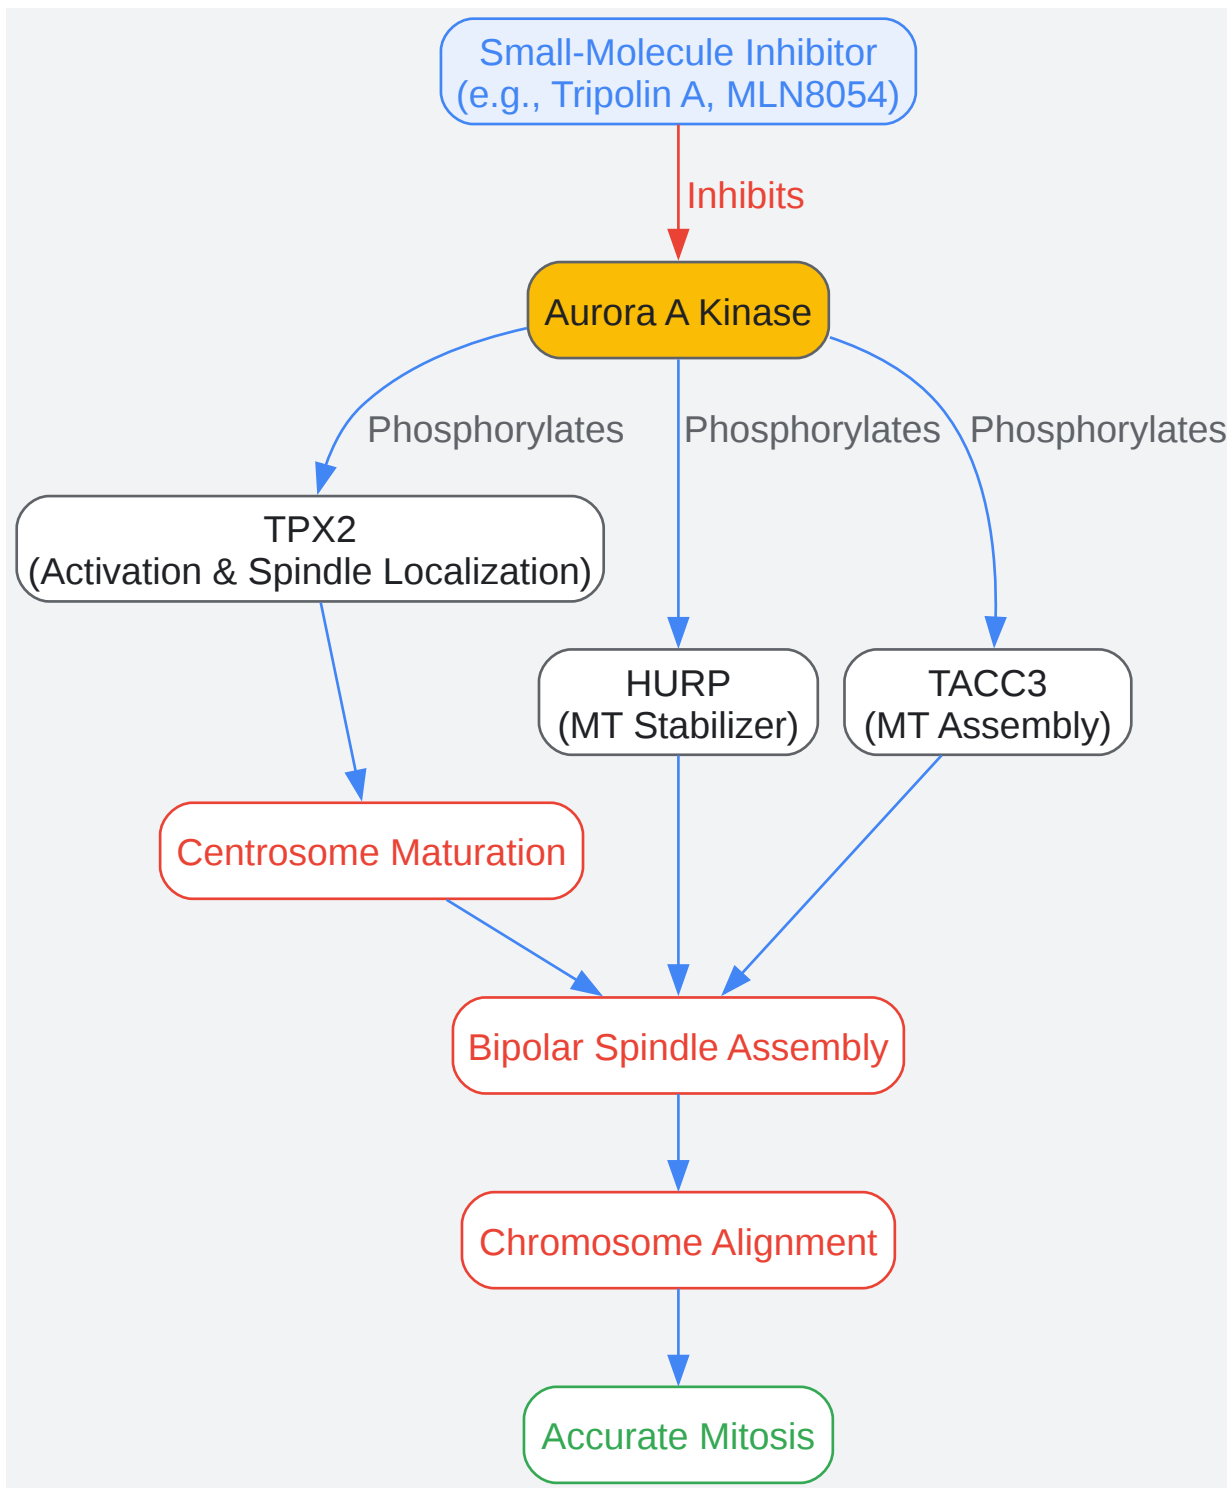 Small-Molecule Inhibitor
(e.g., Tripolin A, MLN8054)
Inhibits
Aurora A Kinase
Phosphorylates
Phosphorylates
Phosphorylates
TPX2
(Activation & Spindle Localization)
HURP
(MT Stabilizer)
TACC3
(MT Assembly)
Centrosome Maturation
Bipolar Spindle Assembly
Chromosome Alignment
Accurate Mitosis